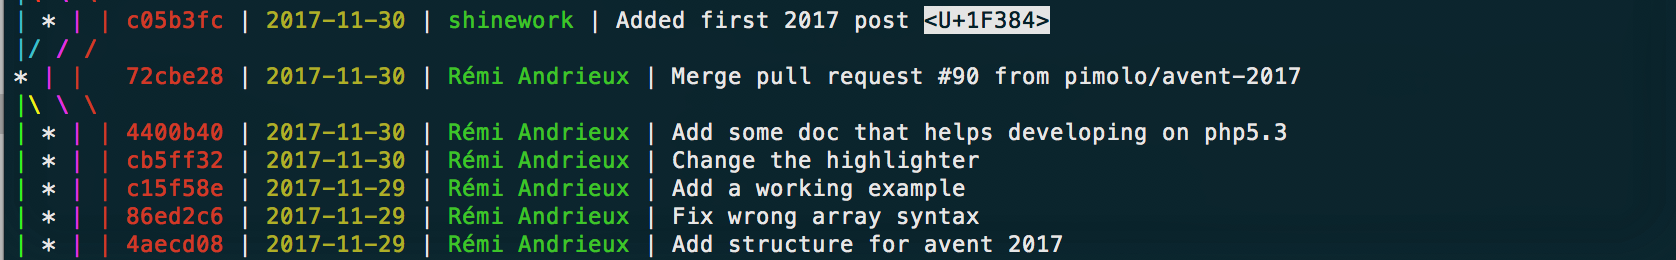 | * | | c05b3fc | 2017-11-30 | shinework | Added first 2017 post <U+1F384>
|/ / /
* | |   72cbe28 | 2017-11-30 | Rémi Andrieux | Merge pull request #90 from pimolo/avent-2017
|\ \ \
| * | | 4400b40 | 2017-11-30 | Rémi Andrieux | Add some doc that helps developing on php5.3
| * | | cb5ff32 | 2017-11-30 | Rémi Andrieux | Change the highlighter
| * | | c15f58e | 2017-11-29 | Rémi Andrieux | Add a working example
| * | | 86ed2c6 | 2017-11-29 | Rémi Andrieux | Fix wrong array syntax
| * | | 4aecd08 | 2017-11-29 | Rémi Andrieux | Add structure for avent 2017